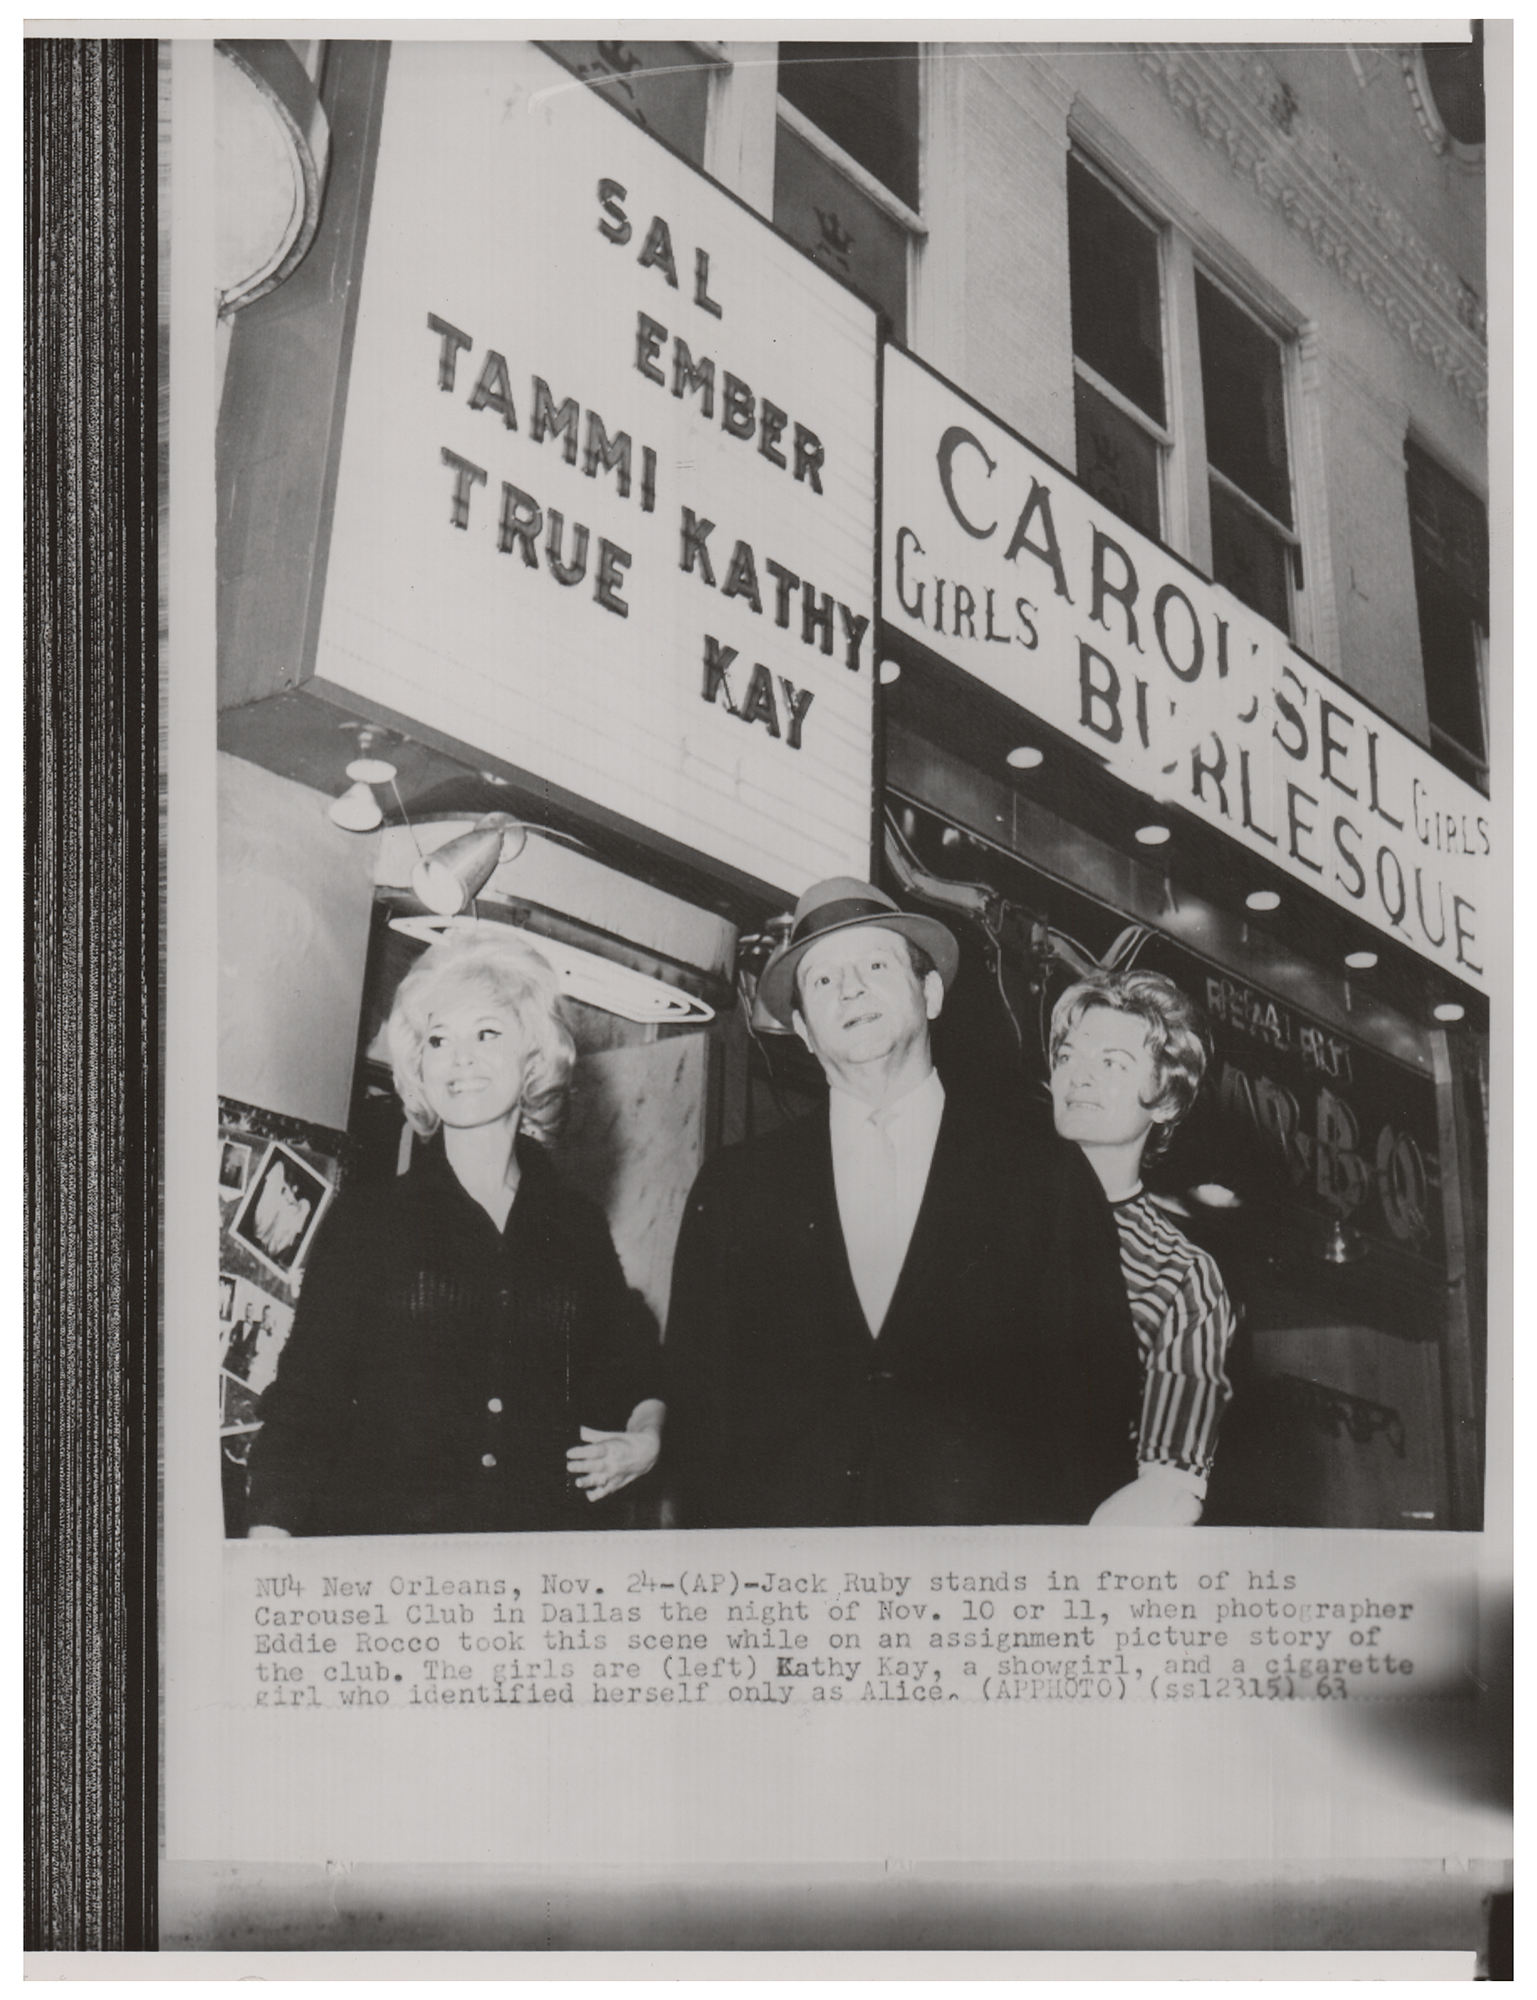 SAL
EMBER
TAMMI
TRUE
KATHY
KAY
CAROUSEL
GIRLS
GIRLS
BURLESQUE
BBQ
NU4 New Orleans, Nov. 24-(AP)-Jack Ruby stands in front of his
Carousel Club in Dallas the night of Nov. 10 or 11, when photographer
Eddie Rocco took this scene while on an assignment picture story of
the club. The girls are (left) Kathy Kay, a showgirl, and a cigarette
girl who identified herself only as Alice. (APPHOTO) (ss12315) 63